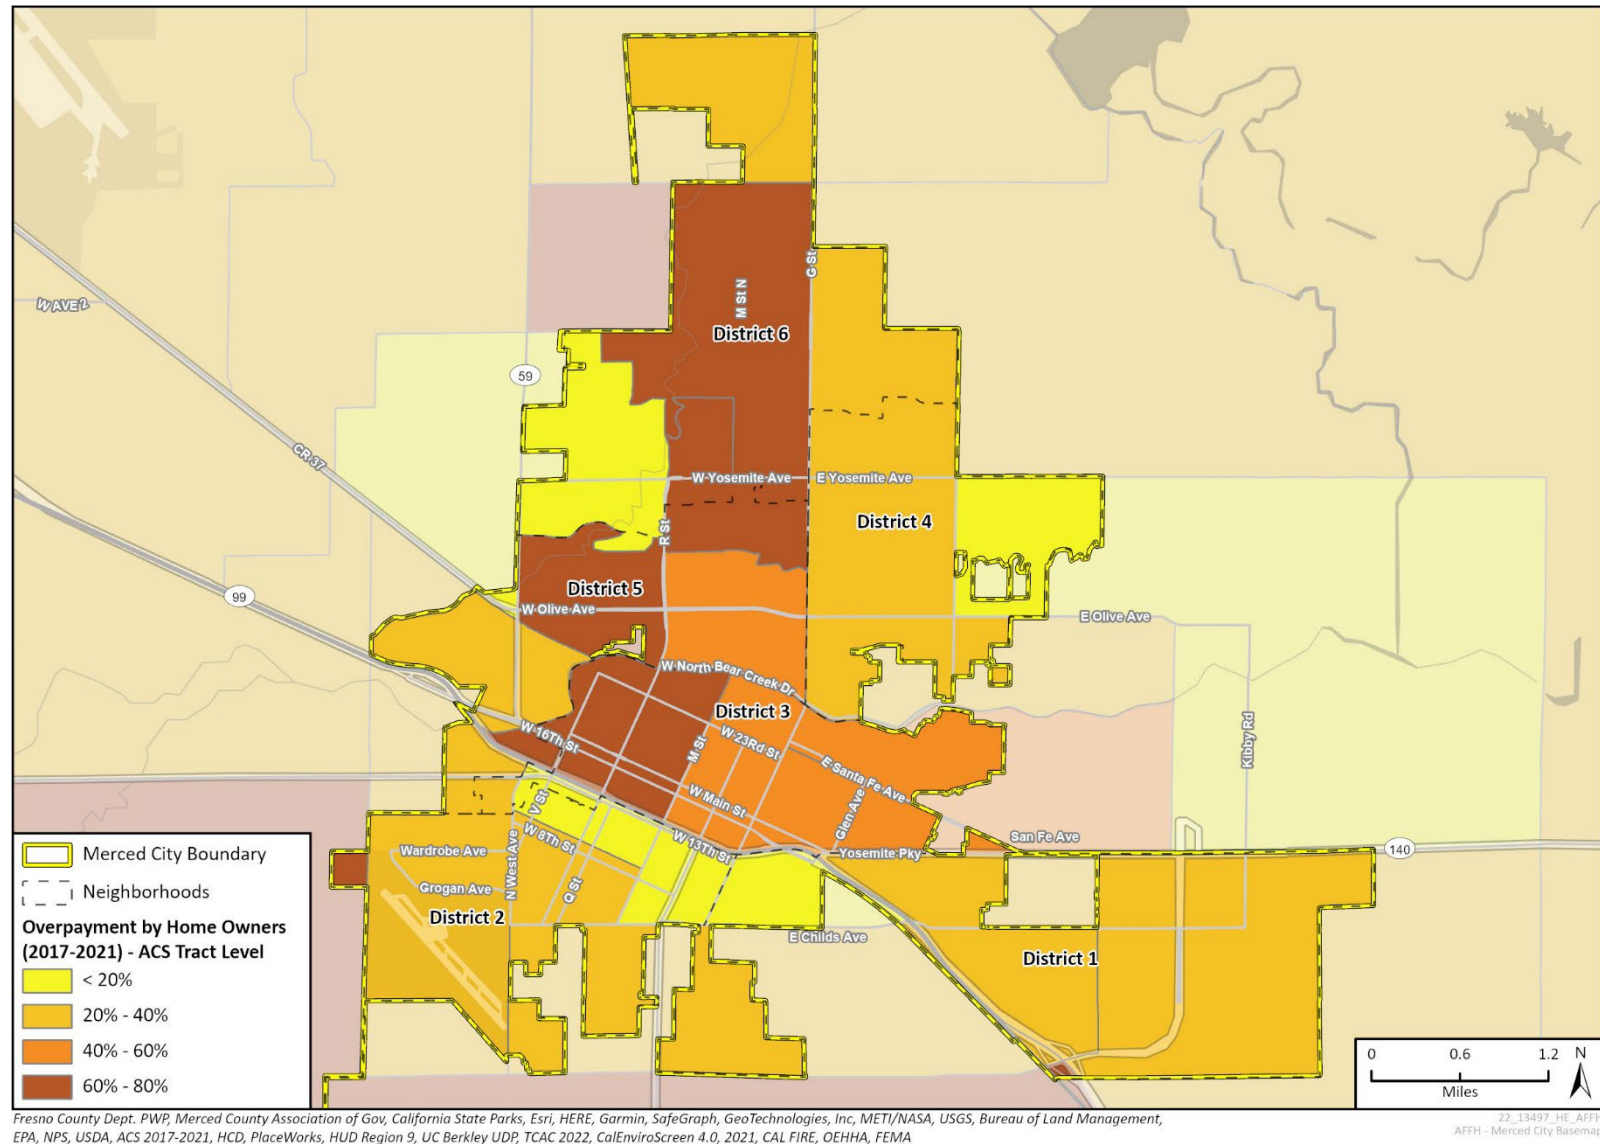 W AVE 2
59
CR 37
99
G St
M St N
District 6
W Yosemite Ave
E Yosemite Ave
District 4
R St
District 5
W Olive Ave
E Olive Ave
W North Bear Creek Dr
District 3
W 16Th St
M St
W 23Rd St
E Santa Fe Ave
Kibby Rd
W Main St
Glen Ave
V St
W 8Th St
W 13Th St
San Fe Ave
Yosemite Pky
140
Wardrobe Ave
N West Ave
Grogan Ave
Q St
District 2
E Childs Ave
District 1
Merced City Boundary
Neighborhoods
Overpayment by Home Owners
(2017-2021) - ACS Tract Level
< 20%
20% - 40%
40% - 60%
60% - 80%
0 0.6 1.2 N
Miles
Fresno County Dept. PWP, Merced County Association of Gov, California State Parks, Esri, HERE, Garmin, SafeGraph, GeoTechnologies, Inc, METI/NASA, USGS, Bureau of Land Management,
EPA, NPS, USDA, ACS 2017-2021, HCD, PlaceWorks, HUD Region 9, UC Berkley UDP, TCAC 2022, CalEnviroScreen 4.0, 2021, CAL FIRE, OEHHA, FEMA
22_13497_HE_AFFH
AFFH - Merced City Basemap